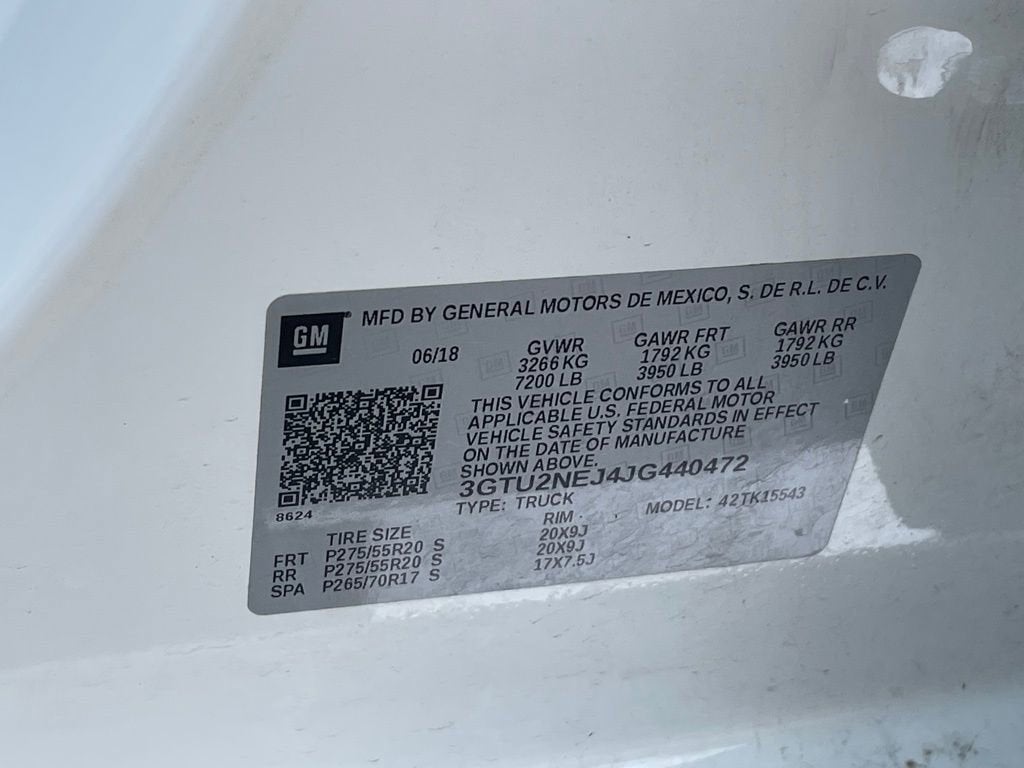 GM
MFD BY GENERAL MOTORS DE MEXICO, S. DE R.L. DE C.V.
06/18 GVWR GAWR FRT GAWR RR
3266 KG 1792 KG 1792 KG
7200 LB 3950 LB 3950 LB
THIS VEHICLE CONFORMS TO ALL
APPLICABLE U.S. FEDERAL MOTOR
VEHICLE SAFETY STANDARDS IN EFFECT
ON THE DATE OF MANUFACTURE
SHOWN ABOVE.
3GTU2NEJ4JG440472
8624
TYPE: TRUCK MODEL: 42TK15543
TIRE SIZE RIM
FRT P275/55R20 S 20X9J
RR P275/55R20 S 20X9J
SPA P265/70R17 S 17X7.5J